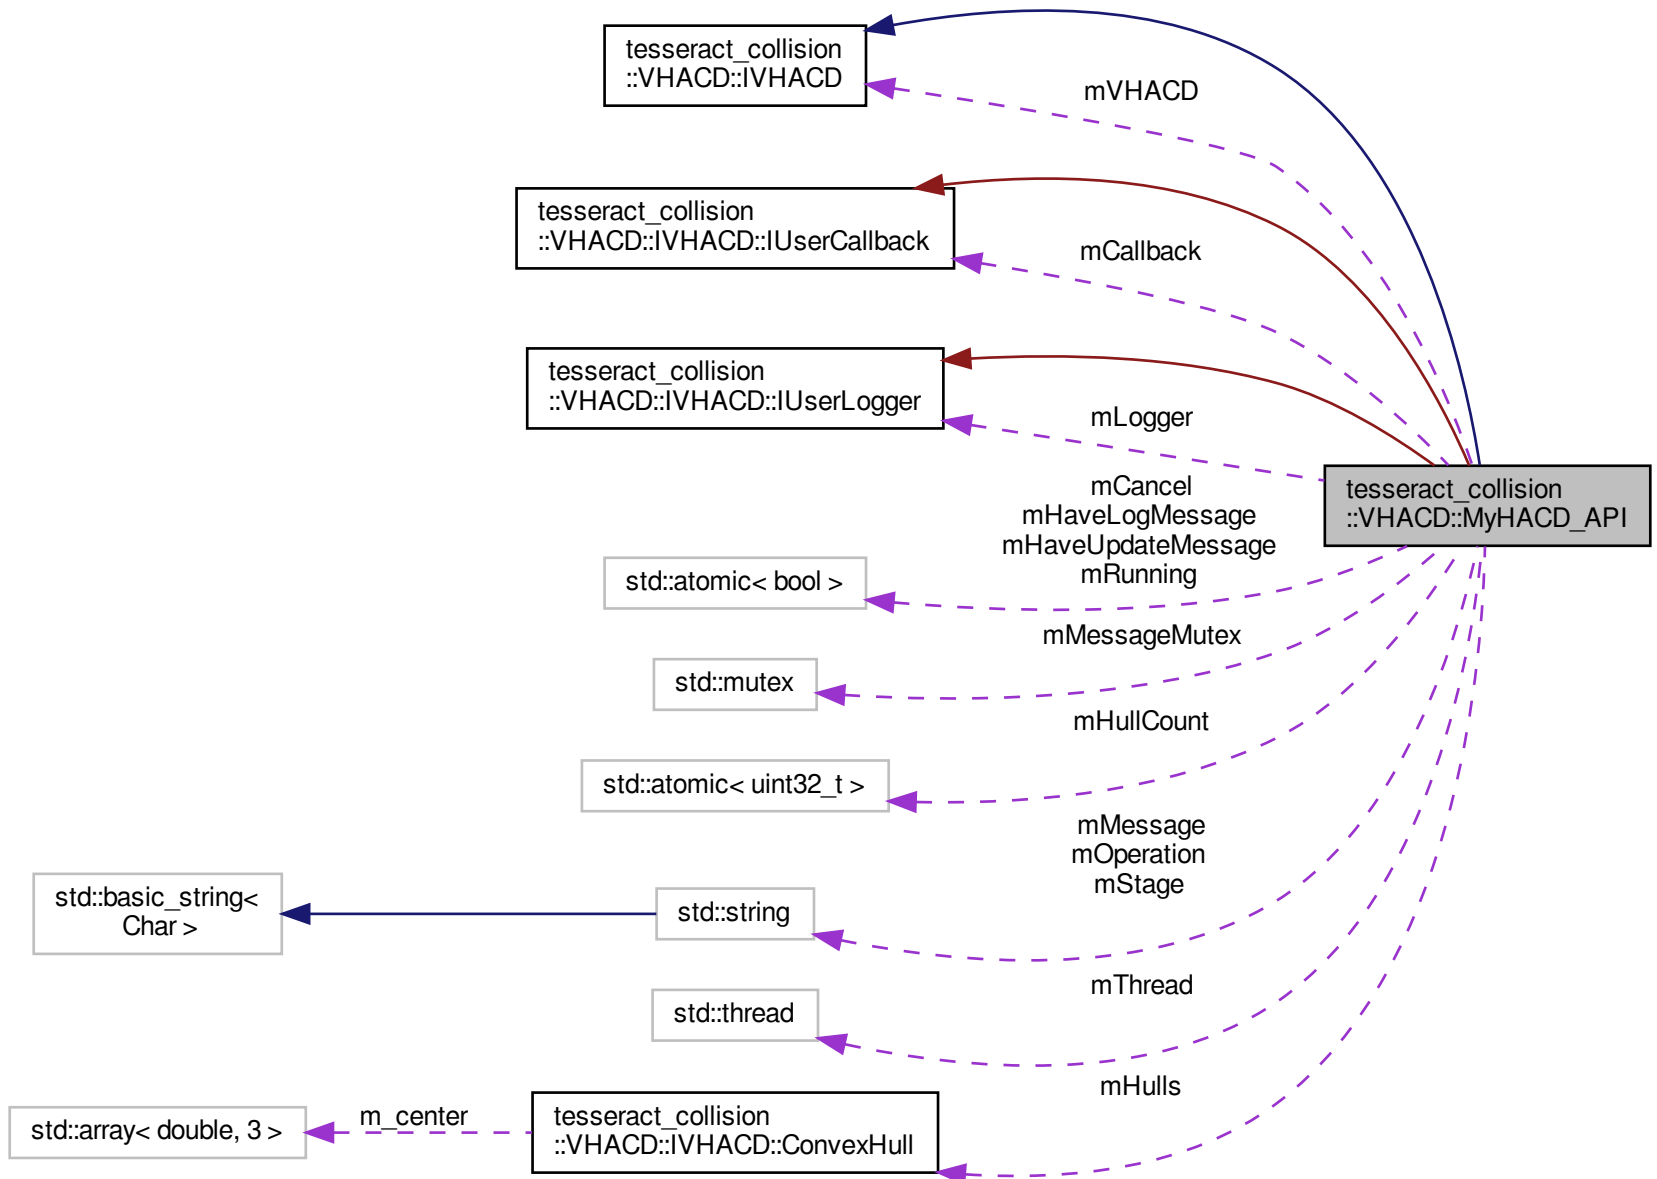 tesseract_collision
::VHACD::IVHACD
mVHACD
tesseract_collision
::VHACD::IVHACD::IUserCallback
mCallback
tesseract_collision
::VHACD::IVHACD::IUserLogger
mLogger
tesseract_collision
::VHACD::MyHACD_API
mCancel
mHaveLogMessage
mHaveUpdateMessage
mRunning
std::atomic< bool >
mMessageMutex
std::mutex
mHullCount
std::atomic< uint32_t >
mMessage
mOperation
mStage
std::basic_string<
Char >
std::string
mThread
std::thread
mHulls
std::array< double, 3 >
m_center
tesseract_collision
::VHACD::IVHACD::ConvexHull